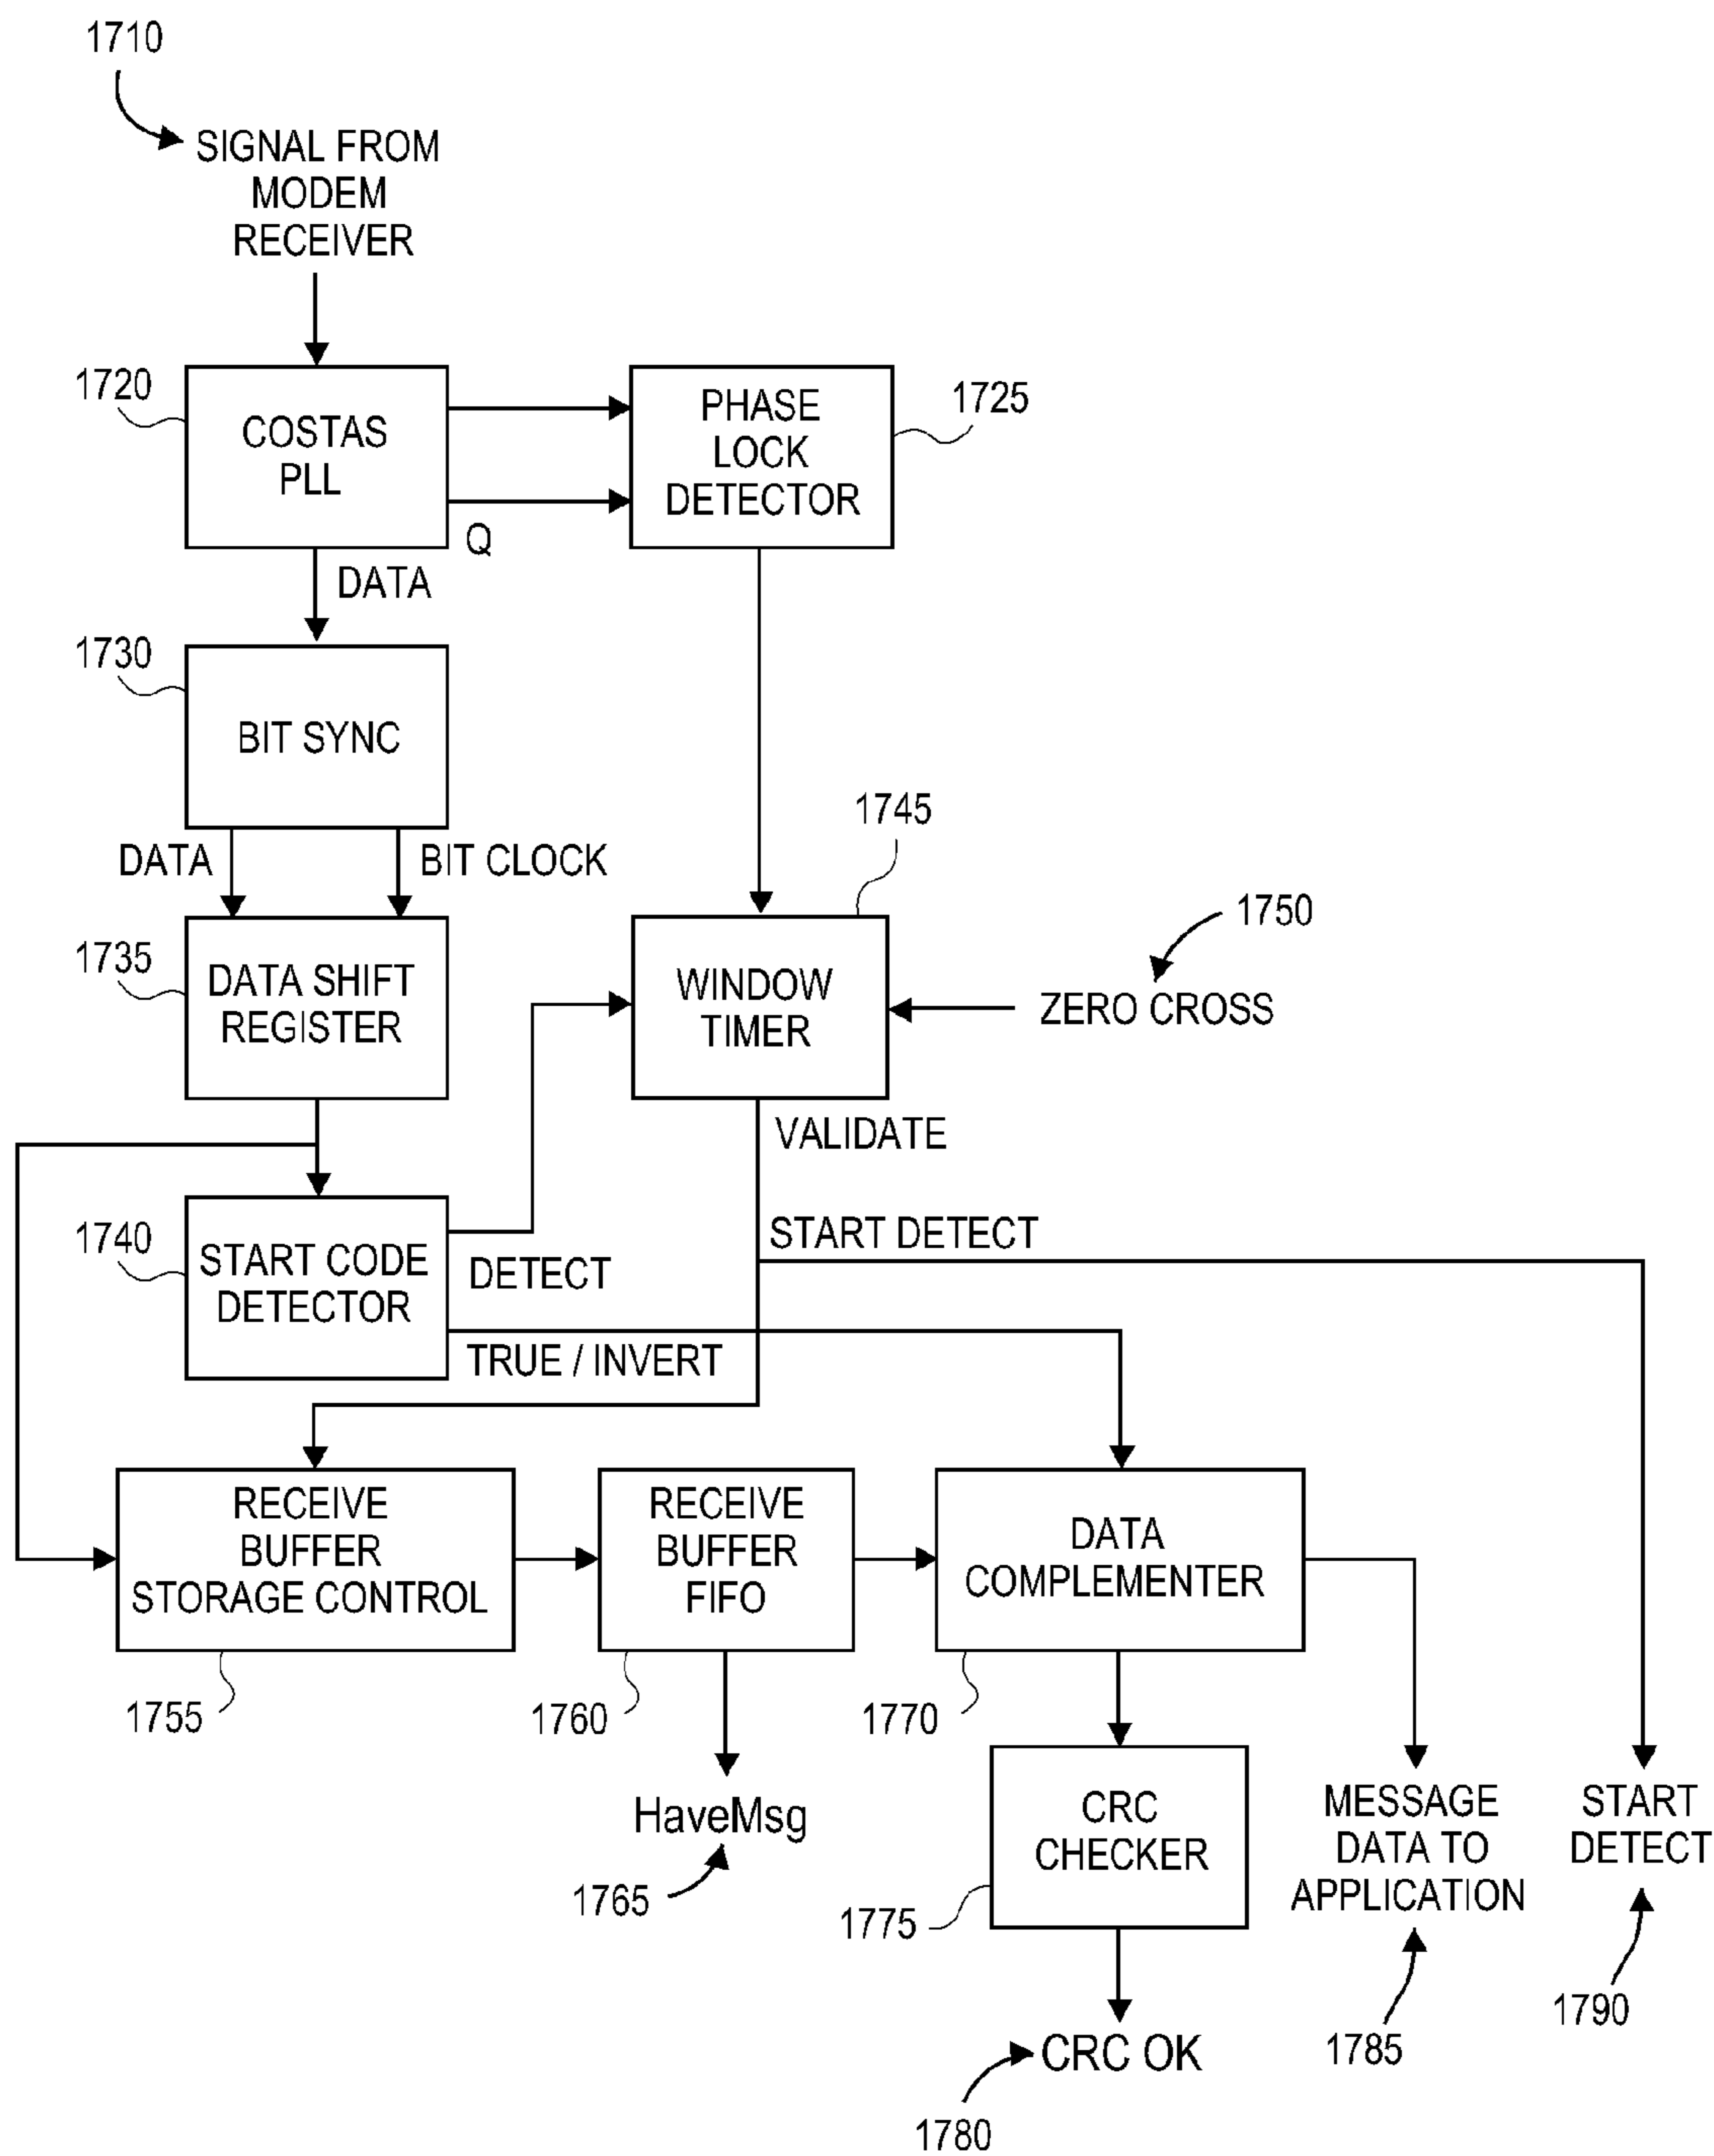 1710
SIGNAL FROM
MODEM
RECEIVER
1720
COSTAS
PLL
PHASE
LOCK
DETECTOR
1725
Q
DATA
1730
BIT SYNC
DATA
BIT CLOCK
1745
1750
1735
DATA SHIFT
REGISTER
WINDOW
TIMER
ZERO CROSS
VALIDATE
1740
START CODE
DETECTOR
DETECT
START DETECT
TRUE / INVERT
RECEIVE
BUFFER
STORAGE CONTROL
RECEIVE
BUFFER
FIFO
DATA
COMPLEMENTER
1755
1760
1770
HaveMsg
1765
CRC
CHECKER
1775
MESSAGE
DATA TO
APPLICATION
START
DETECT
1785
1790
CRC OK
1780